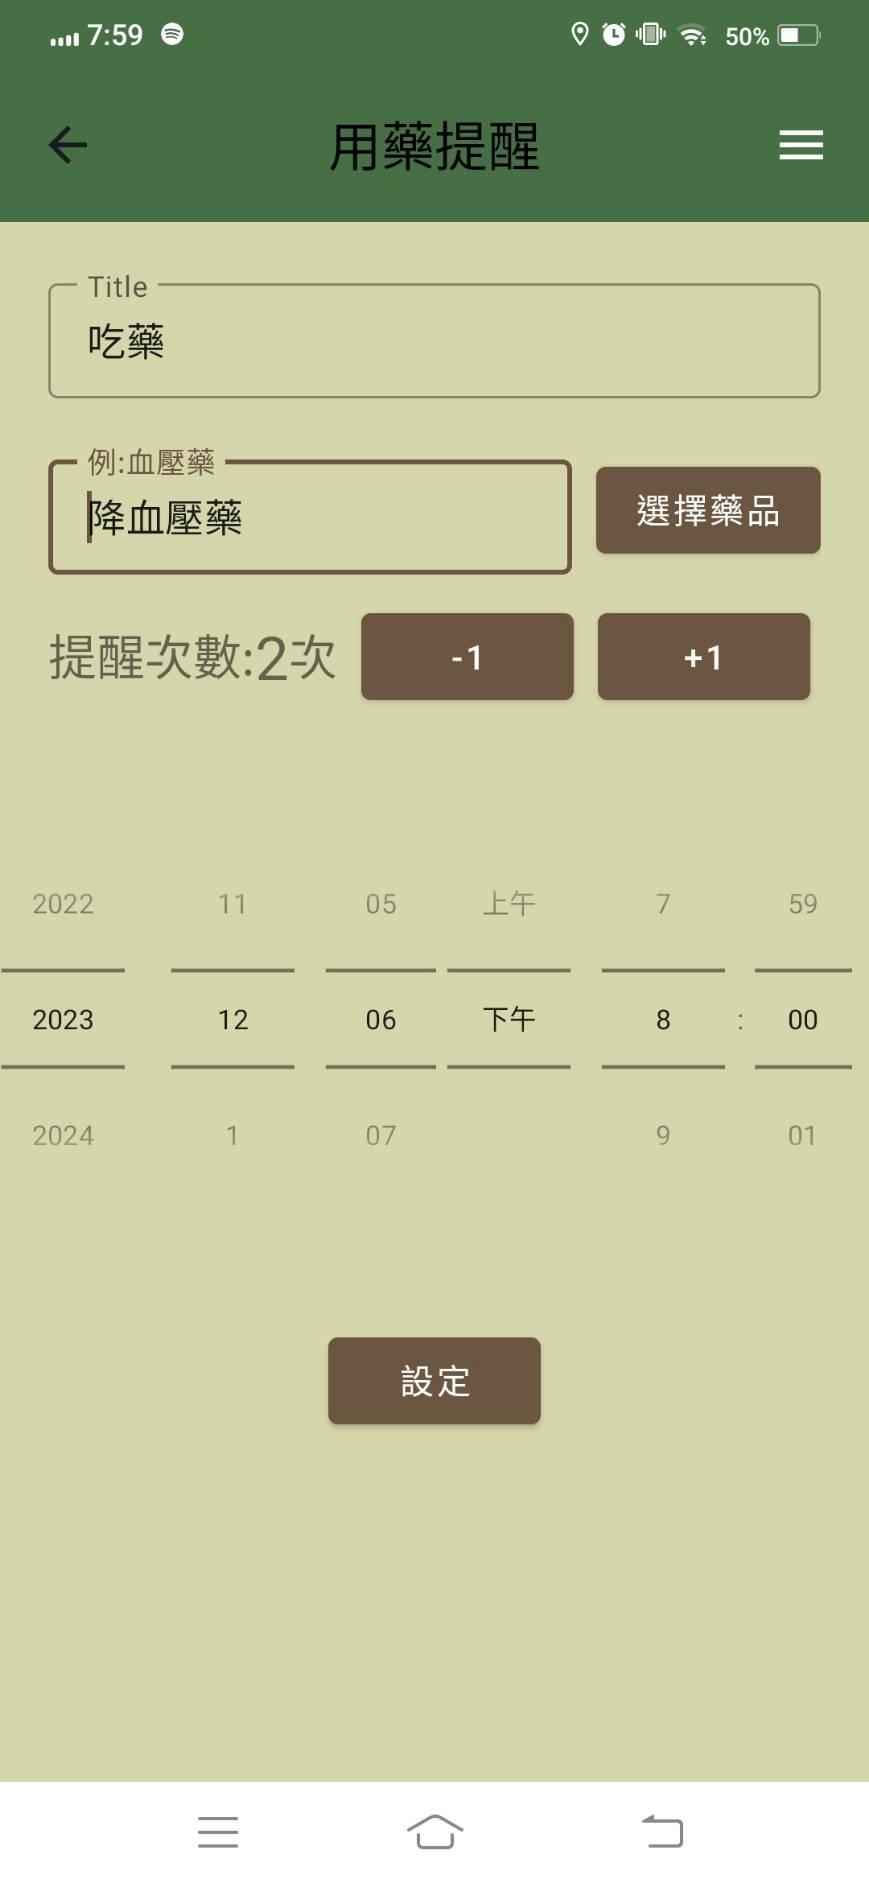 7:59 50%
用藥提醒
Title
吃藥
例:血壓藥
降血壓藥 選擇藥品
提醒次數:2次 -1 +1
2022 11 05 上午 7 59
2023 12 06 下午 8 : 00
2024 1 07 9 01
設定